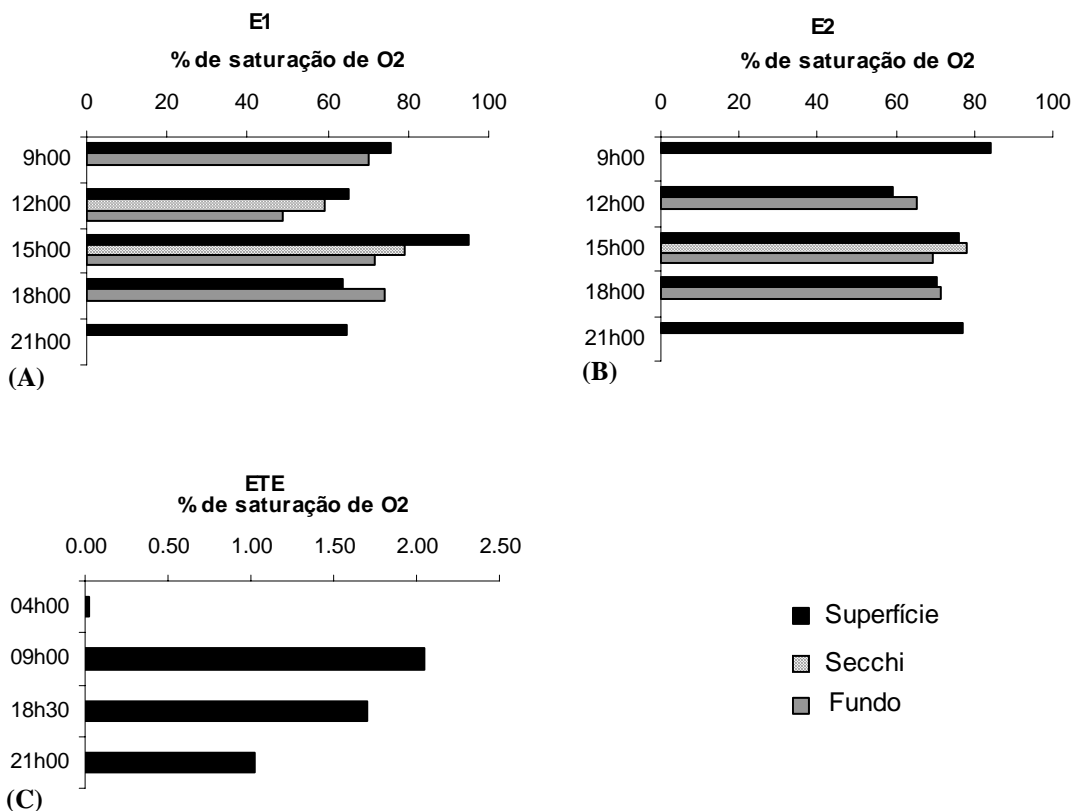 E1
% de saturação de O2
0 20 40 60 80 100
9h00
12h00
15h00
18h00
21h00
(A)
E2
% de saturação de O2
0 20 40 60 80 100
9h00
12h00
15h00
18h00
21h00
(B)
ETE
% de saturação de O2
0.00 0.50 1.00 1.50 2.00 2.50
04h00
09h00
18h30
21h00
(C)
Superfície
Secchi
Fundo